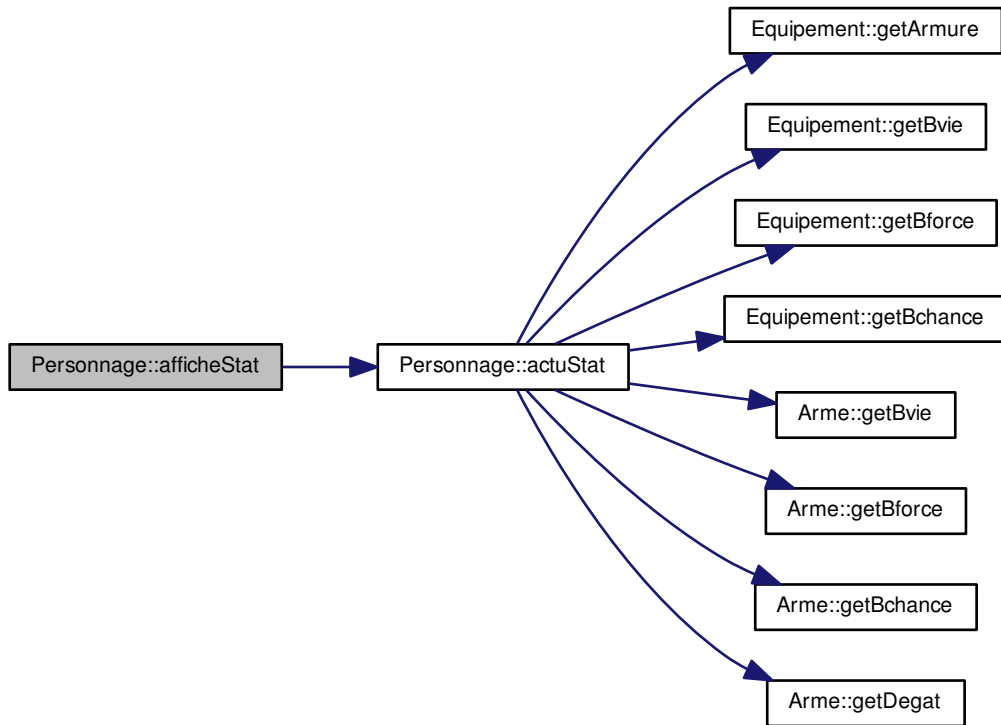 Personnage::afficheStat
Personnage::actuStat
Equipement::getArmure
Equipement::getBvie
Equipement::getBforce
Equipement::getBchance
Arme::getBvie
Arme::getBforce
Arme::getBchance
Arme::getDegat